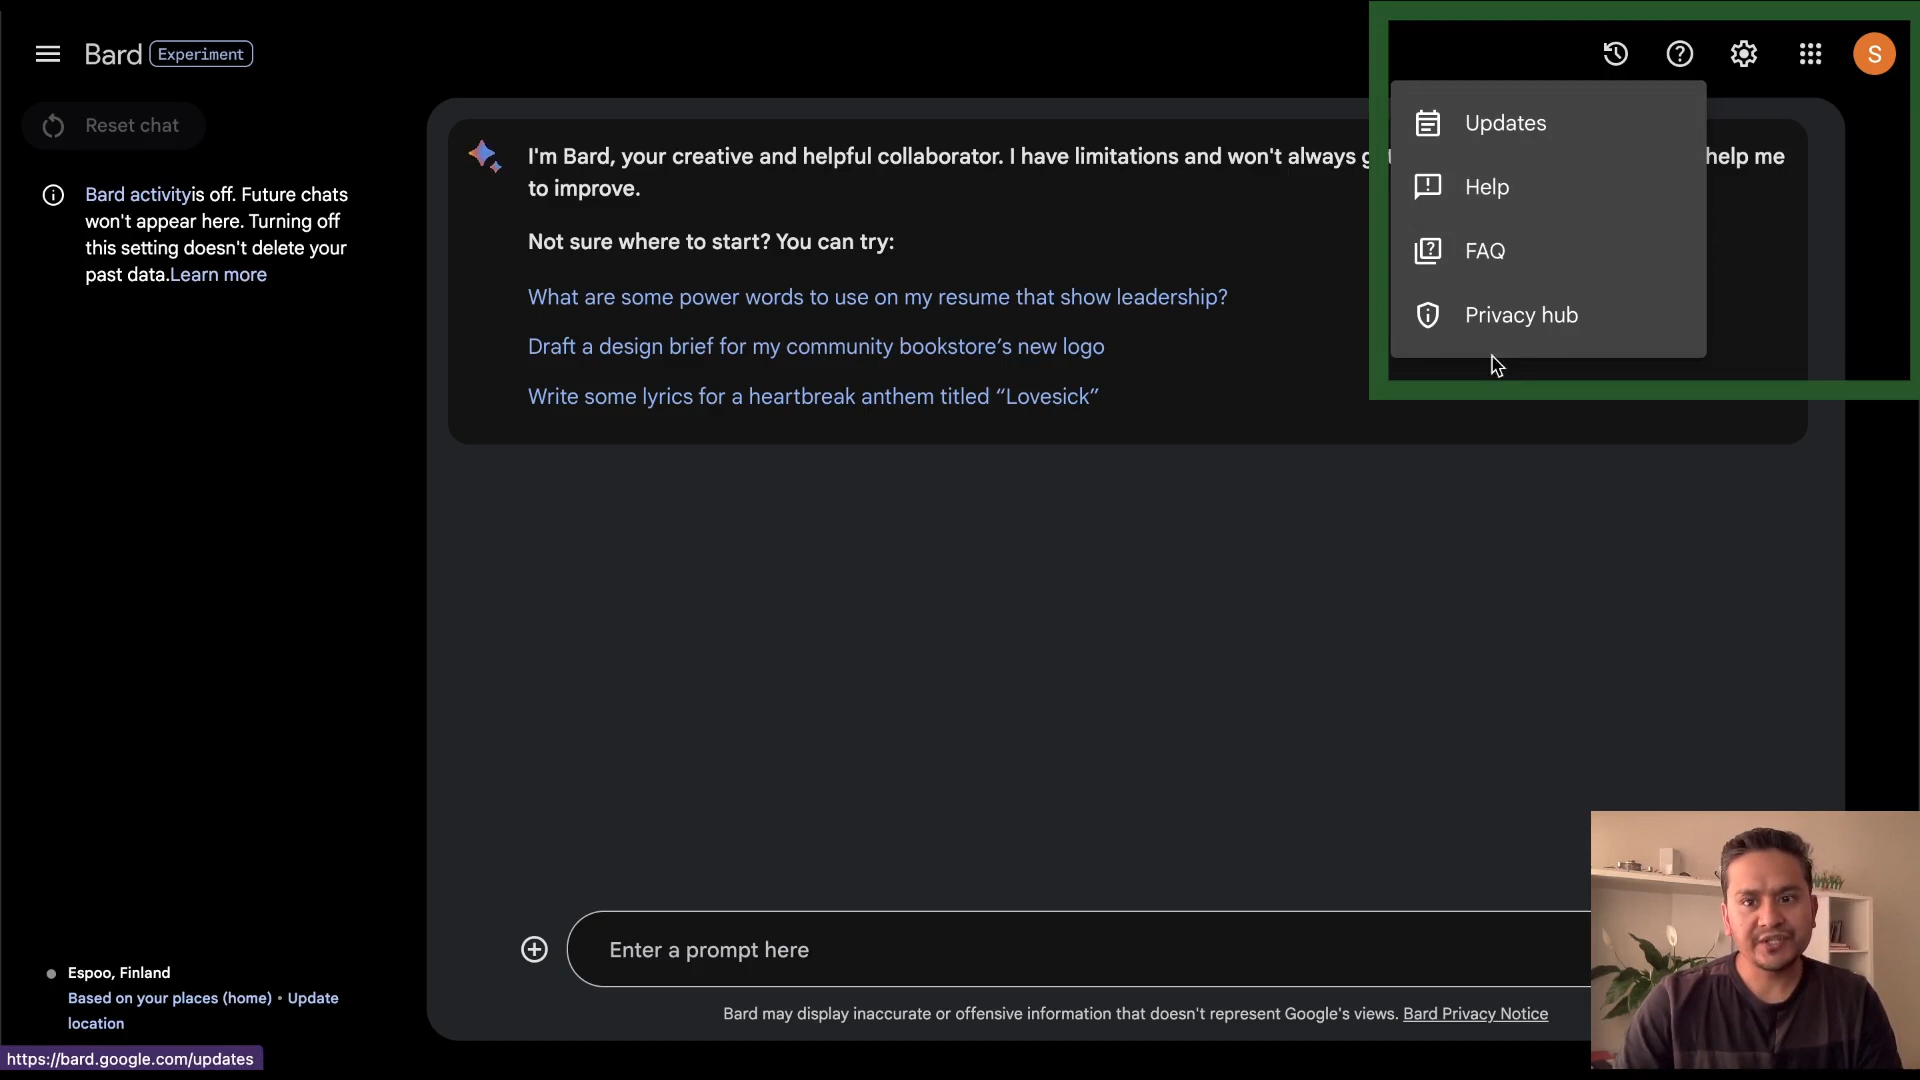 Bard Experiment
S
Reset chat
Bard activityis off. Future chats
won't appear here. Turning off
this setting doesn't delete your
past data.Learn more
I'm Bard, your creative and helpful collaborator. I have limitations and won't always g
help me
to improve.
Not sure where to start? You can try:
What are some power words to use on my resume that show leadership?
Draft a design brief for my community bookstore’s new logo
Write some lyrics for a heartbreak anthem titled “Lovesick”
Updates
Help
FAQ
Privacy hub
Enter a prompt here
Bard may display inaccurate or offensive information that doesn't represent Google's views. Bard Privacy Notice
Espoo, Finland
Based on your places (home) • Update
location
https://bard.google.com/updates